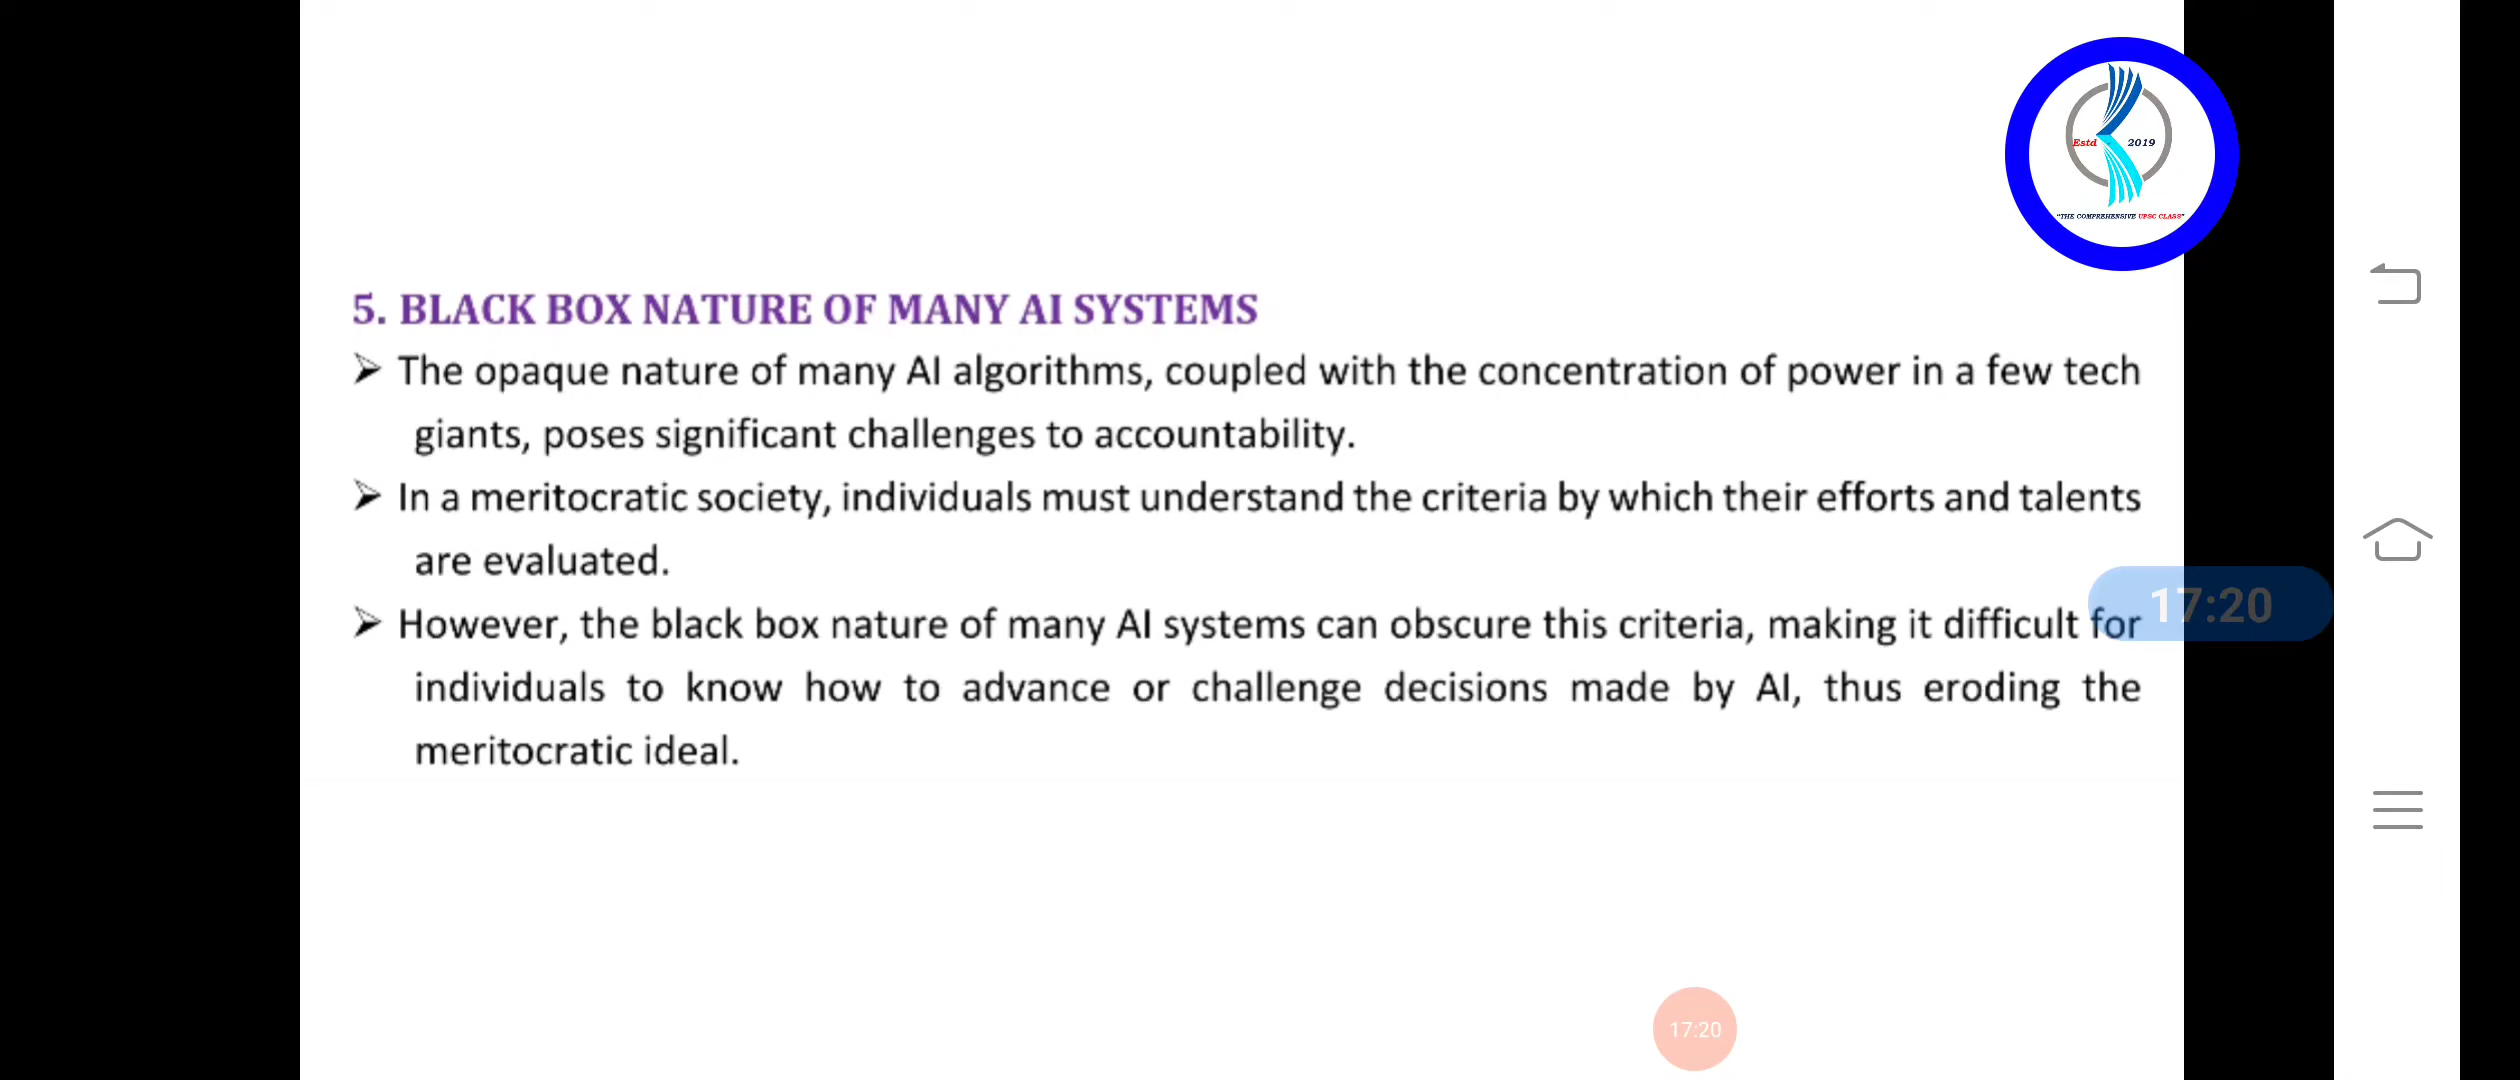 Estd 2019
"THE COMPREHENSIVE UPSC CLASS"
5. BLACK BOX NATURE OF MANY AI SYSTEMS
➢ The opaque nature of many AI algorithms, coupled with the concentration of power in a few tech
giants, poses significant challenges to accountability.
➢ In a meritocratic society, individuals must understand the criteria by which their efforts and talents
are evaluated.
17:20
➢ However, the black box nature of many AI systems can obscure this criteria, making it difficult for
individuals to know how to advance or challenge decisions made by AI, thus eroding the
meritocratic ideal.
17:20